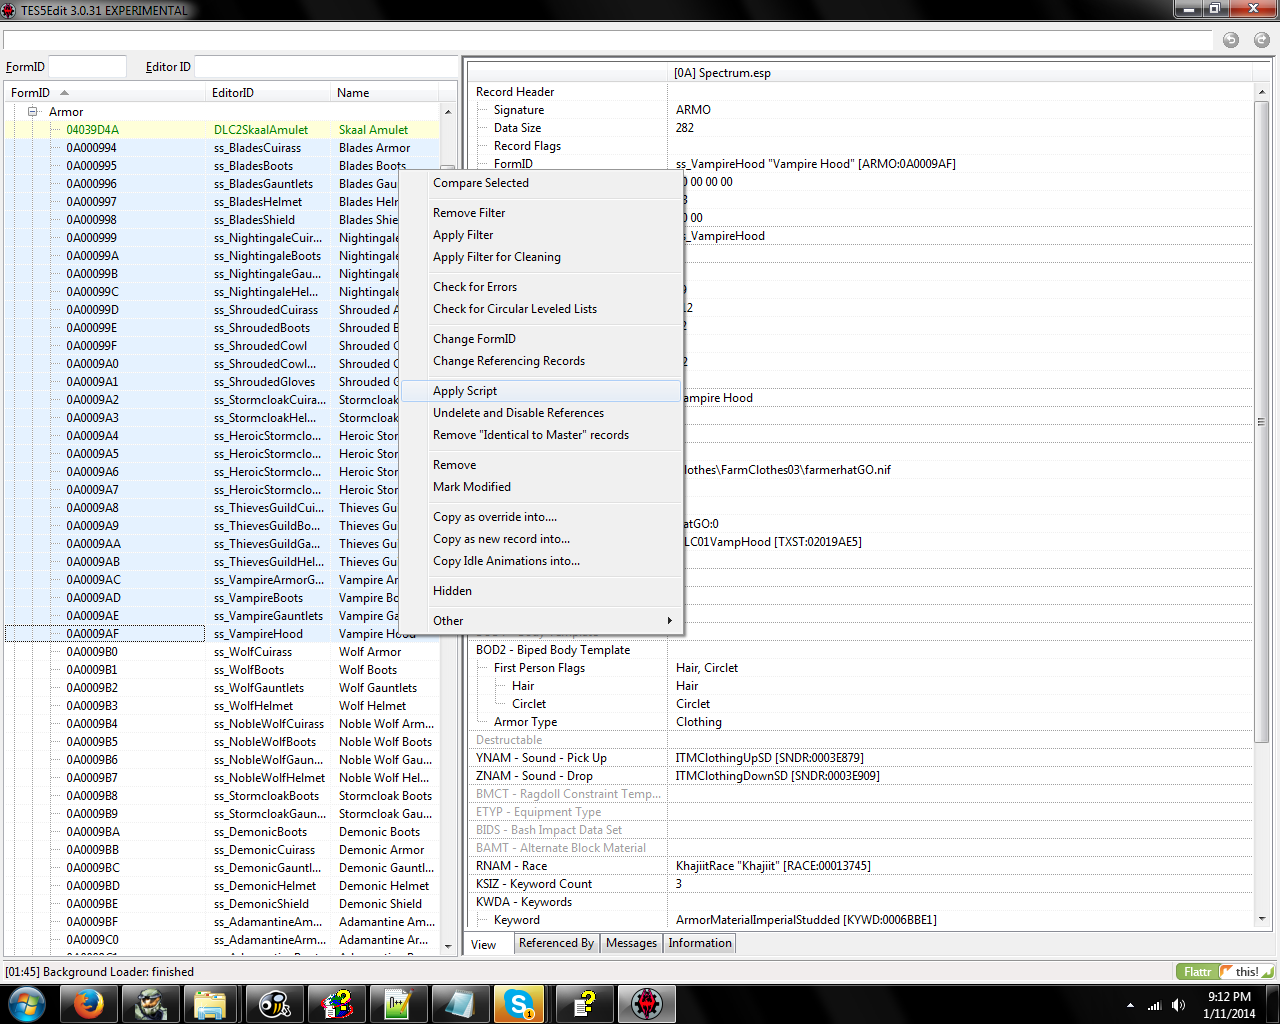 TES5Edit 3.0.31 EXPERIMENTAL
FormID
Editor ID
FormID EditorID Name
Armor
04039D4A DLC2SkaalAmulet Skaal Amulet
0A000994 ss_BladesCuirass Blades Armor
0A000995 ss_BladesBoots Blades Boots
0A000996 ss_BladesGauntlets Blades Gau
0A000997 ss_BladesHelmet Blades Heln
0A000998 ss_BladesShield Blades Shie
0A000999 ss_NightingaleCuir... Nightingale
0A00099A ss_NightingaleBoots Nightingale
0A00099B ss_NightingaleGau... Nightingale
0A00099C ss_NightingaleHel... Nightingale
0A00099D ss_ShroudedCuirass Shrouded A
0A00099E ss_ShroudedBoots Shrouded B
0A00099F ss_ShroudedCowl Shrouded C
0A0009A0 ss_ShroudedCowl... Shrouded C
0A0009A1 ss_ShroudedGloves Shrouded G
0A0009A2 ss_StormcloakCuira... Stormcloak
0A0009A3 ss_StormcloakHel... Stormcloak
0A0009A4 ss_HeroicStormclo... Heroic Stor
0A0009A5 ss_HeroicStormclo... Heroic Stor
0A0009A6 ss_HeroicStormclo... Heroic Stor
0A0009A7 ss_HeroicStormclo... Heroic Stor
0A0009A8 ss_ThievesGuildCui... Thieves Gu
0A0009A9 ss_ThievesGuildBo... Thieves Gu
0A0009AA ss_ThievesGuildGa... Thieves Gu
0A0009AB ss_ThievesGuildHel... Thieves Gu
0A0009AC ss_VampireArmorG... Vampire Ar
0A0009AD ss_VampireBoots Vampire Bo
0A0009AE ss_VampireGauntlets Vampire Ga
0A0009AF ss_VampireHood Vampire Hood
0A0009B0 ss_WolfCuirass Wolf Armor
0A0009B1 ss_WolfBoots Wolf Boots
0A0009B2 ss_WolfGauntlets Wolf Gauntlets
0A0009B3 ss_WolfHelmet Wolf Helmet
0A0009B4 ss_NobleWolfCuirass Noble Wolf Arm...
0A0009B5 ss_NobleWolfBoots Noble Wolf Boots
0A0009B6 ss_NobleWolfGaun... Noble Wolf Gaun...
0A0009B7 ss_NobleWolfHelmet Noble Wolf Hel...
0A0009B8 ss_StormcloakBoots Stormcloak Boots
0A0009B9 ss_StormcloakGaun... Stormcloak Gau...
0A0009BA ss_DemonicBoots Demonic Boots
0A0009BB ss_DemonicCuirass Demonic Armor
0A0009BC ss_DemonicGauntl... Demonic Gauntl...
0A0009BD ss_DemonicHelmet Demonic Helmet
0A0009BE ss_DemonicShield Demonic Shield
0A0009BF ss_AdamantineAm... Adamantine Am...
0A0009C0 ss_AdamantineArm... Adamantine Ar...
Compare Selected
Remove Filter
Apply Filter
Apply Filter for Cleaning
Check for Errors
Check for Circular Leveled Lists
Change FormID
Change Referencing Records
Apply Script
Undelete and Disable References
Remove "Identical to Master" records
Remove
Mark Modified
Copy as override into....
Copy as new record into...
Copy Idle Animations into...
Hidden
Other
[0A] Spectrum.esp
Record Header
Signature ARMO
Data Size 282
Record Flags
FormID ss_VampireHood "Vampire Hood" [ARMO:0A0009AF]
0 00 00 00
0 00
s_VampireHood
12
ampire Hood
lothes\FarmClothes03\farmerhatGO.nif
atGO:0
LC01VampHood [TXST:02019AE5]
BOD2 - Biped Body Template
First Person Flags Hair, Circlet
Hair Hair
Circlet Circlet
Armor Type Clothing
Destructable
YNAM - Sound - Pick Up ITMClothingUpSD [SNDR:0003E879]
ZNAM - Sound - Drop ITMClothingDownSD [SNDR:0003E909]
BMCT - Ragdoll Constraint Temp...
ETYP - Equipment Type
BIDS - Bash Impact Data Set
BAMT - Alternate Block Material
RNAM - Race KhajiitRace "Khajiit" [RACE:00013745]
KSIZ - Keyword Count 3
KWDA - Keywords
Keyword ArmorMaterialImperialStudded [KYWD:0006BBE1]
View Referenced By Messages Information
[01:45] Background Loader: finished
Flattr this!
9:12 PM
1/11/2014